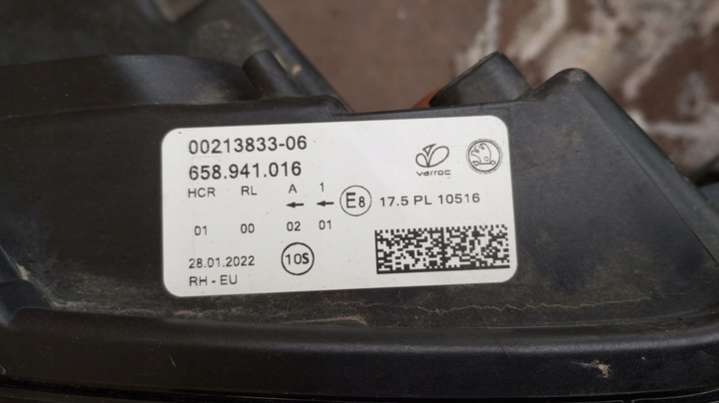 00213833-06
658.941.016
varroc
HCR RL A 1
← ←
E8 17.5 PL 10516
01 00 02 01
28.01.2022 10S
RH - EU